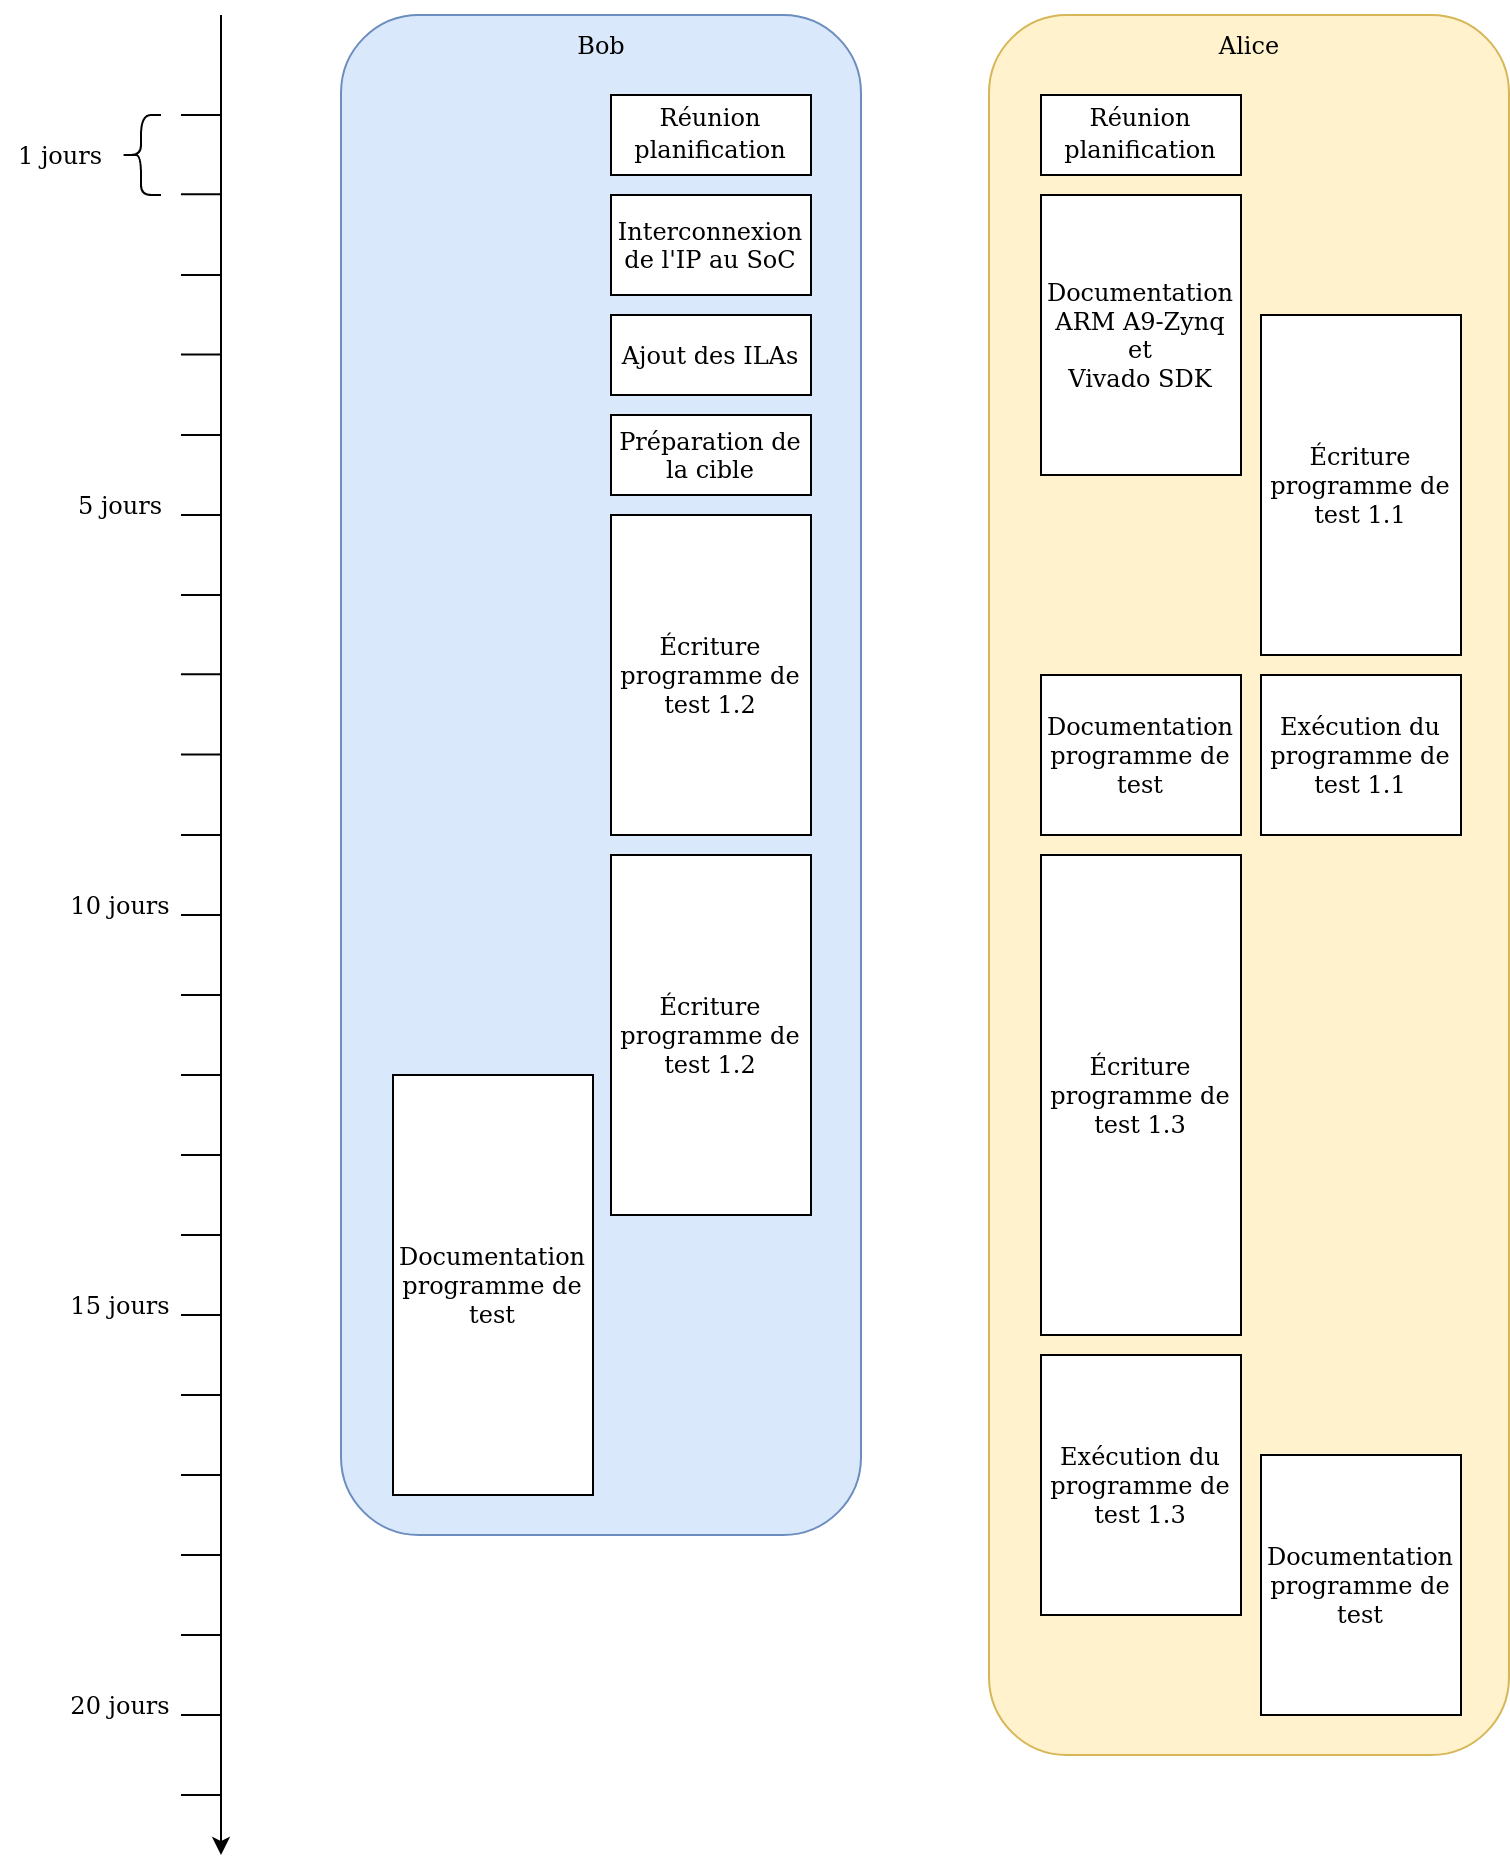 1 jours
5 jours
10 jours
15 jours
20 jours
Bob
Réunion
planification
Interconnexion
de l'IP au SoC
Ajout des ILAs
Préparation de
la cible
Écriture
programme de
test 1.2
Écriture
programme de
test 1.2
Documentation
programme de
test
Alice
Réunion
planification
Documentation
ARM A9-Zynq
et
Vivado SDK
Écriture
programme de
test 1.1
Documentation
programme de
test
Exécution du
programme de
test 1.1
Écriture
programme de
test 1.3
Exécution du
programme de
test 1.3
Documentation
programme de
test